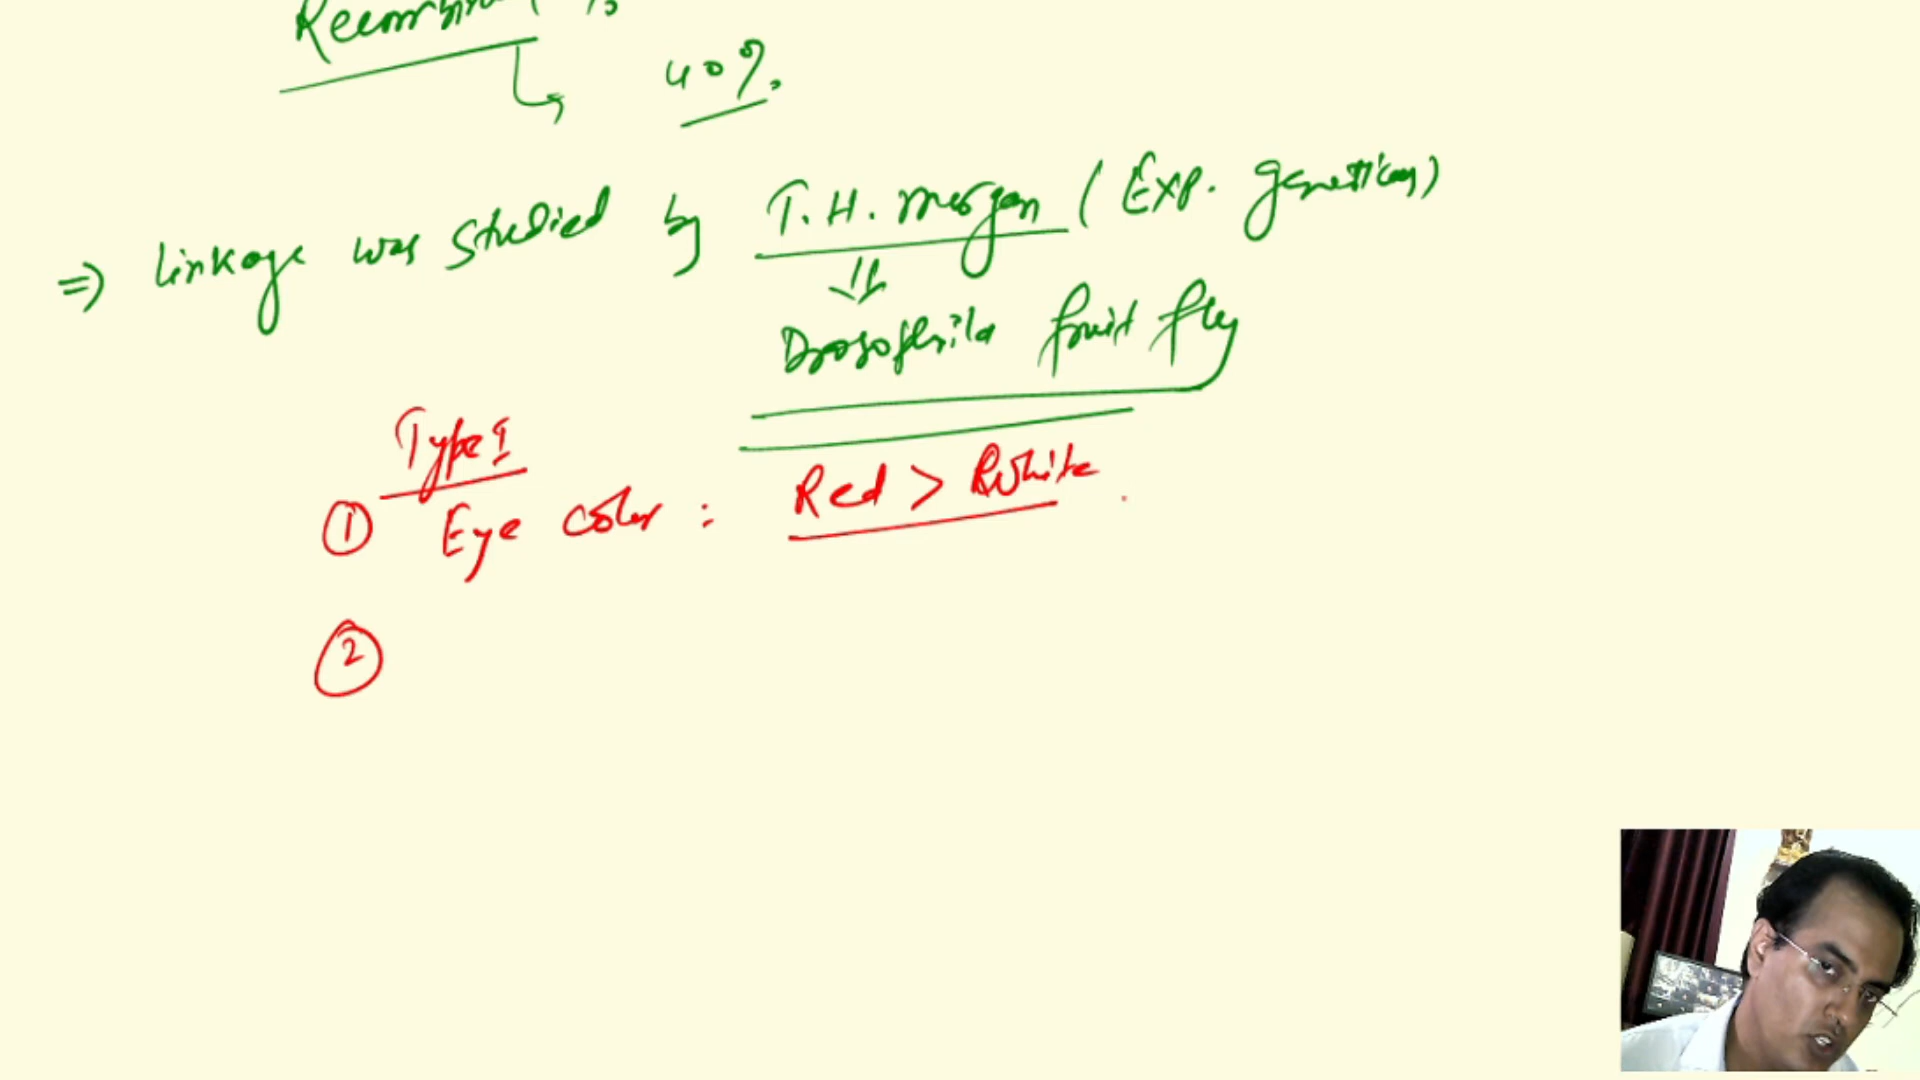 40%.
⇒ Linkage was studied by T.H. Morgan (Exp. genetics)
⇓
Drosophila fruit fly
Type I
① Eye color : Red > White
②